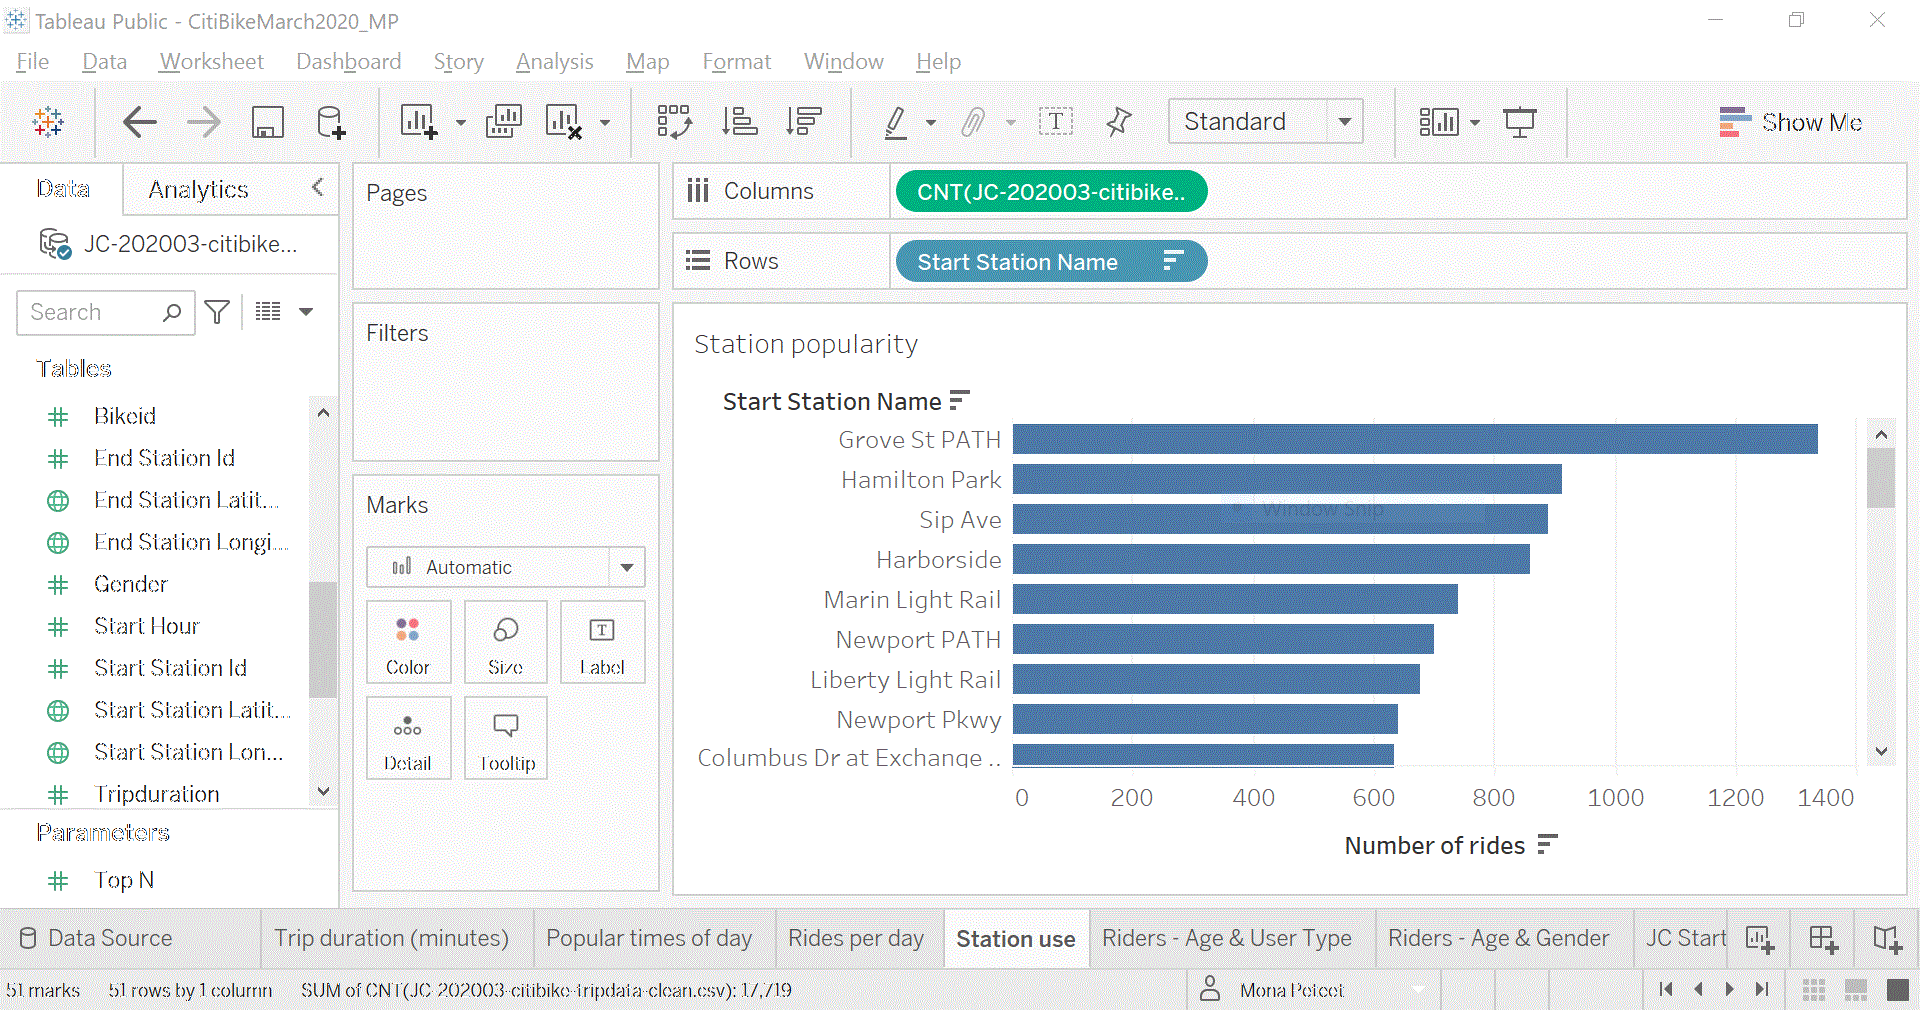 Tableau Public - CitiBikeMarch2020_MP
File Data Worksheet Dashboard Story Analysis Map Format Window Help
Standard
Show Me
Data Analytics
JC-202003-citibike...
Search
Tables
Bikeid
End Station Id
End Station Latit...
End Station Longi...
Gender
Start Hour
Start Station Id
Start Station Latit...
Start Station Lon...
Tripduration
Parameters
Top N
Pages
Filters
Marks
Automatic
Color Size Label
Detail Tooltip
Columns CNT(JC-202003-citibike..
Rows Start Station Name
Station popularity
Start Station Name
Grove St PATH
Hamilton Park
Window Snip
Sip Ave
Harborside
Marin Light Rail
Newport PATH
Liberty Light Rail
Newport Pkwy
Columbus Dr at Exchange ..
0 200 400 600 800 1000 1200 1400
Number of rides
Data Source Trip duration (minutes) Popular times of day Rides per day Station use Riders - Age & User Type Riders - Age & Gender JC Start
51 marks 51 rows by 1 column SUM of CNT(JC-202003-citibike-tripdata-clean.csv): 17,719 Mona Peteet